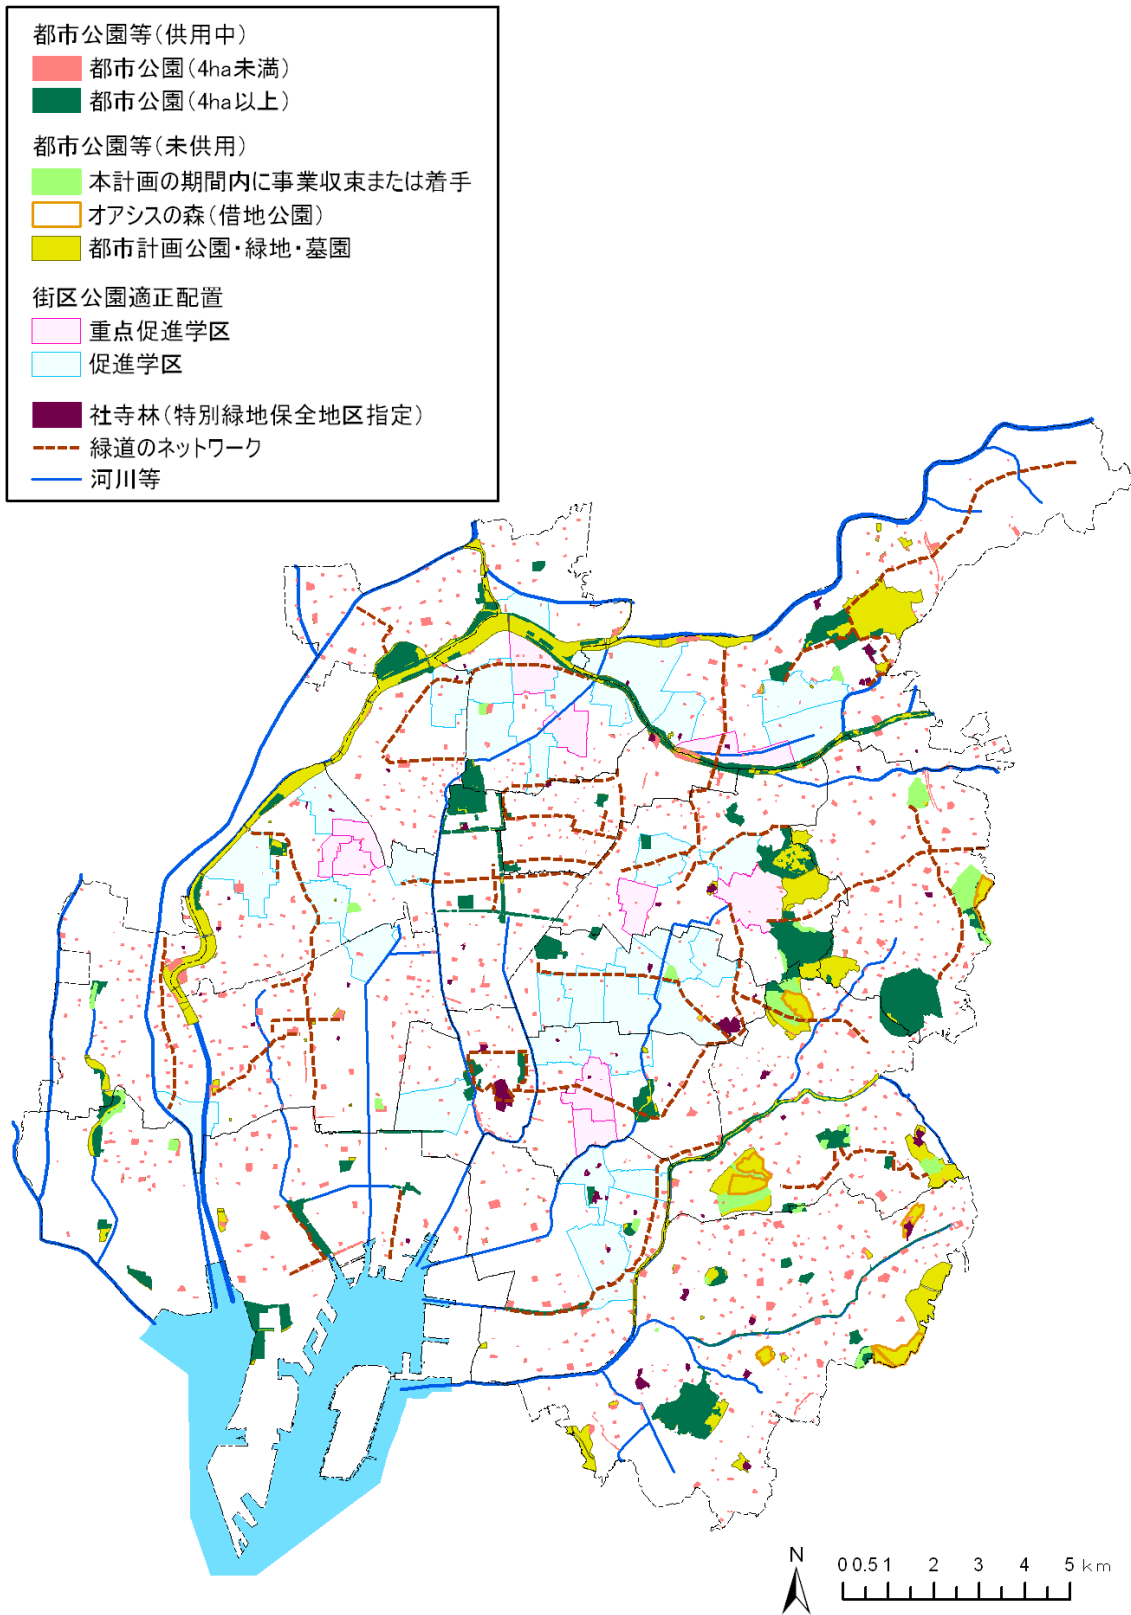 都市公園等(供用中)
都市公園(4ha未満)
都市公園(4ha以上)
都市公園等(未供用)
本計画の期間内に事業収束または着手
オアシスの森(借地公園)
都市計画公園・緑地・墓園
街区公園適正配置
重点促進学区
促進学区
社寺林(特別緑地保全地区指定)
緑道のネットワーク
河川等
N
0 0.5 1 2 3 4 5 km